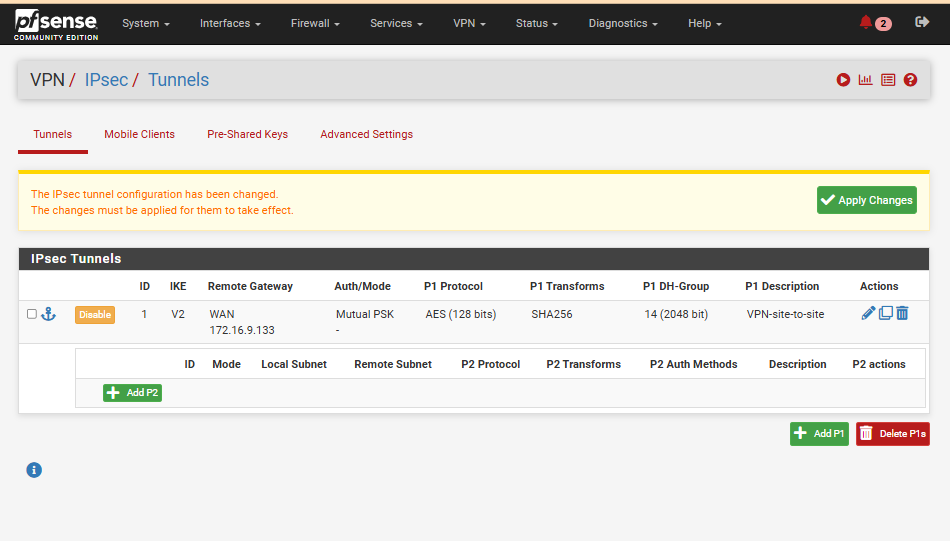 pfsense
COMMUNITY EDITION
System Interfaces Firewall Services VPN Status Diagnostics Help 2
VPN / IPsec / Tunnels
Tunnels Mobile Clients Pre-Shared Keys Advanced Settings
The IPsec tunnel configuration has been changed.
The changes must be applied for them to take effect.
Apply Changes
IPsec Tunnels
ID IKE Remote Gateway Auth/Mode P1 Protocol P1 Transforms P1 DH-Group P1 Description Actions
Disable 1 V2 WAN Mutual PSK AES (128 bits) SHA256 14 (2048 bit) VPN-site-to-site
172.16.9.133 -
ID Mode Local Subnet Remote Subnet P2 Protocol P2 Transforms P2 Auth Methods Description P2 actions
Add P2
Add P1 Delete P1s